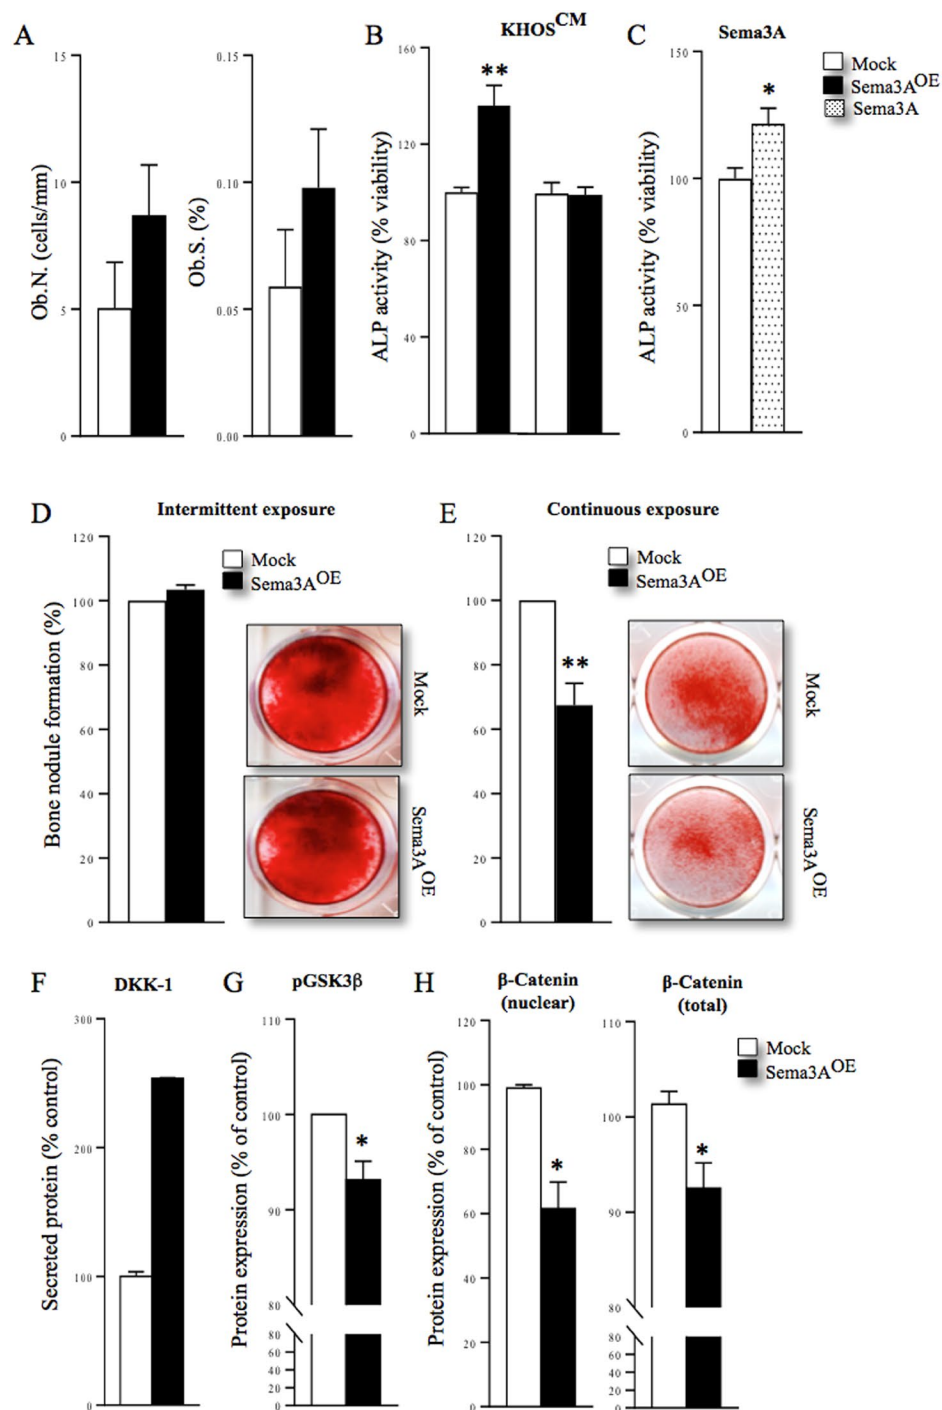 A
B
KHOS^CM
C
Sema3A
Mock
Sema3A^OE
Sema3A
Ob.N. (cells/mm)
15
10
5
0
Ob.S. (%)
0.15
0.10
0.05
0.00
ALP activity (% viability)
160
120
80
40
0
**
ALP activity (% viability)
150
100
50
0
*
D
Intermittent exposure
Mock
Sema3A^OE
Bone nodule formation (%)
120
100
80
60
40
20
0
Mock
Sema3A^OE
E
Continuous exposure
Mock
Sema3A^OE
120
100
80
60
40
20
0
**
Mock
Sema3A^OE
F
DKK-1
Secreted protein (% control)
300
200
100
0
G
pGSK3β
Protein expression (% of control)
110
100
90
80
80
60
40
20
0
*
H
β-Catenin
(nuclear)
Protein expression (% of control)
120
100
80
60
40
20
0
*
β-Catenin
(total)
110
100
90
80
80
60
40
20
0
*
Mock
Sema3A^OE